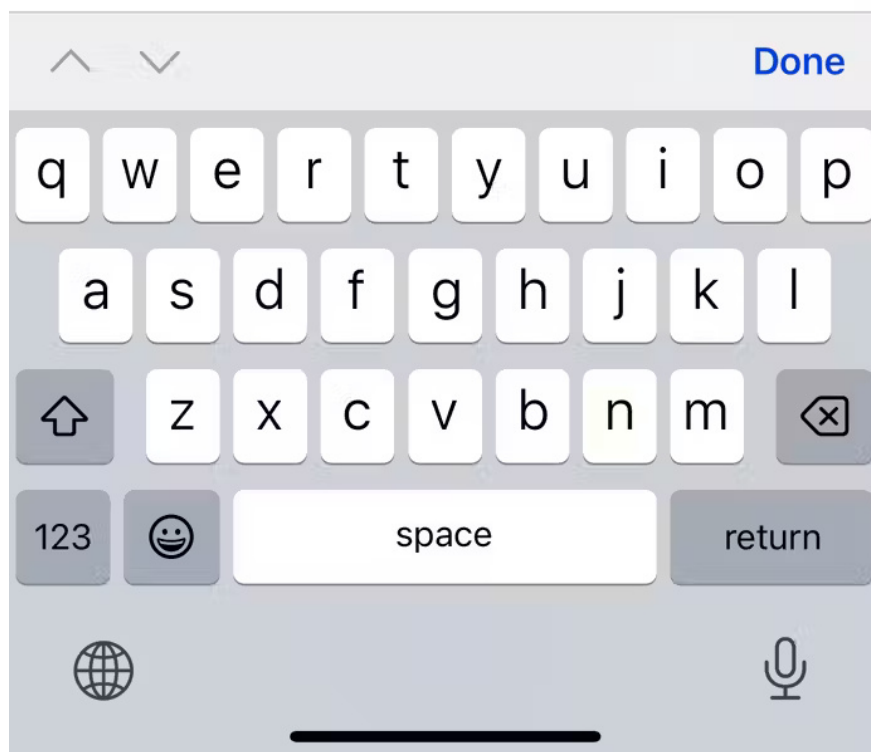 Done
q w e r t y u i o p
a s d f g h j k l
z x c v b n m
123 space return